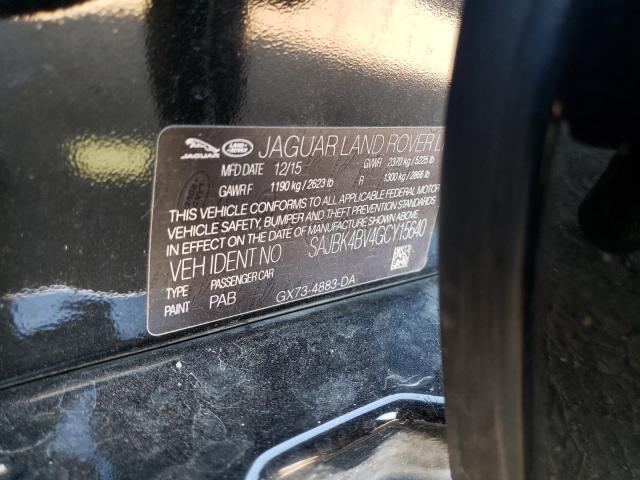 JAGUAR LAND ROVER JAGUAR LAND ROVER L
MFD DATE 12/15 GVWR 2370 kg / 5225 lb
GAWR F 1190 kg / 2623 lb R 1300 kg / 2866 lb
THIS VEHICLE CONFORMS TO ALL APPLICABLE FEDERAL MOTOR
VEHICLE SAFETY, BUMPER AND THEFT PREVENTION STANDARDS
IN EFFECT ON THE DATE OF MANUFACTURE SHOWN ABOVE
VEH IDENT NO SAJBK4BV4GCY15640
TYPE PASSENGER CAR
PAINT PAB GX73-4883-DA